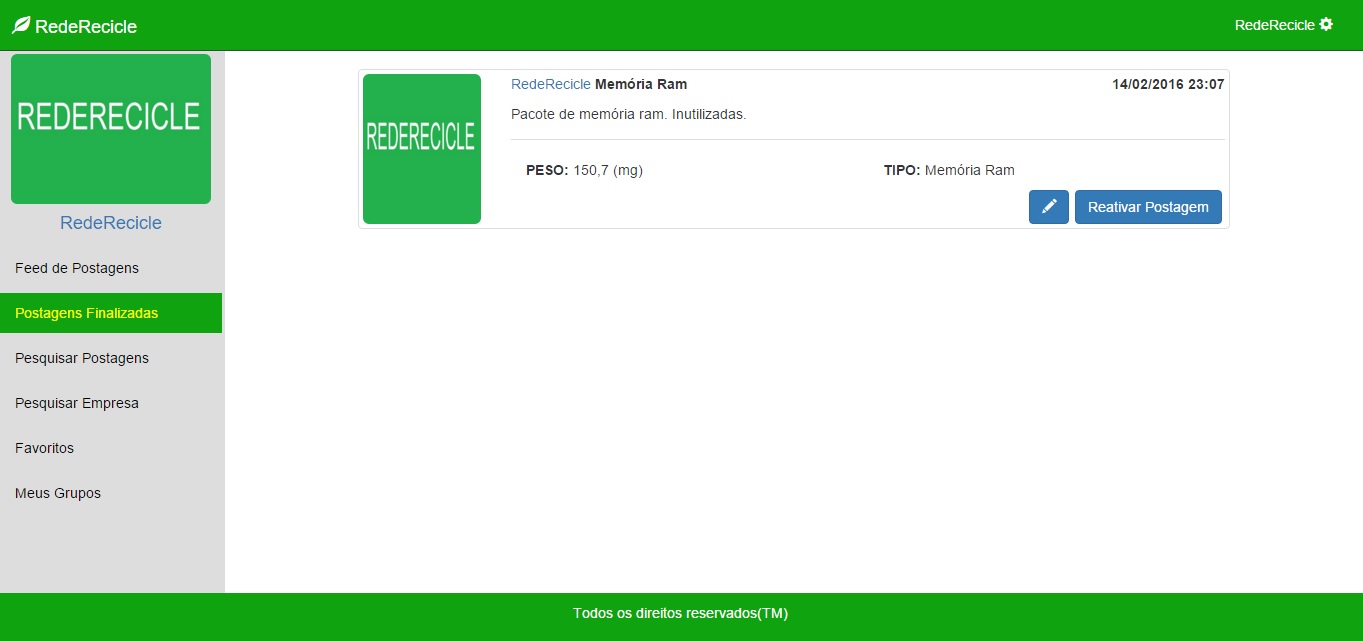 RedeRecicle
RedeRecicle
REDERECICLE
RedeRecicle
Feed de Postagens
Postagens Finalizadas
Pesquisar Postagens
Pesquisar Empresa
Favoritos
Meus Grupos
REDERECICLE
RedeRecicle Memória Ram 14/02/2016 23:07
Pacote de memória ram. Inutilizadas.
PESO: 150,7 (mg) TIPO: Memória Ram
Reativar Postagem
Todos os direitos reservados(TM)